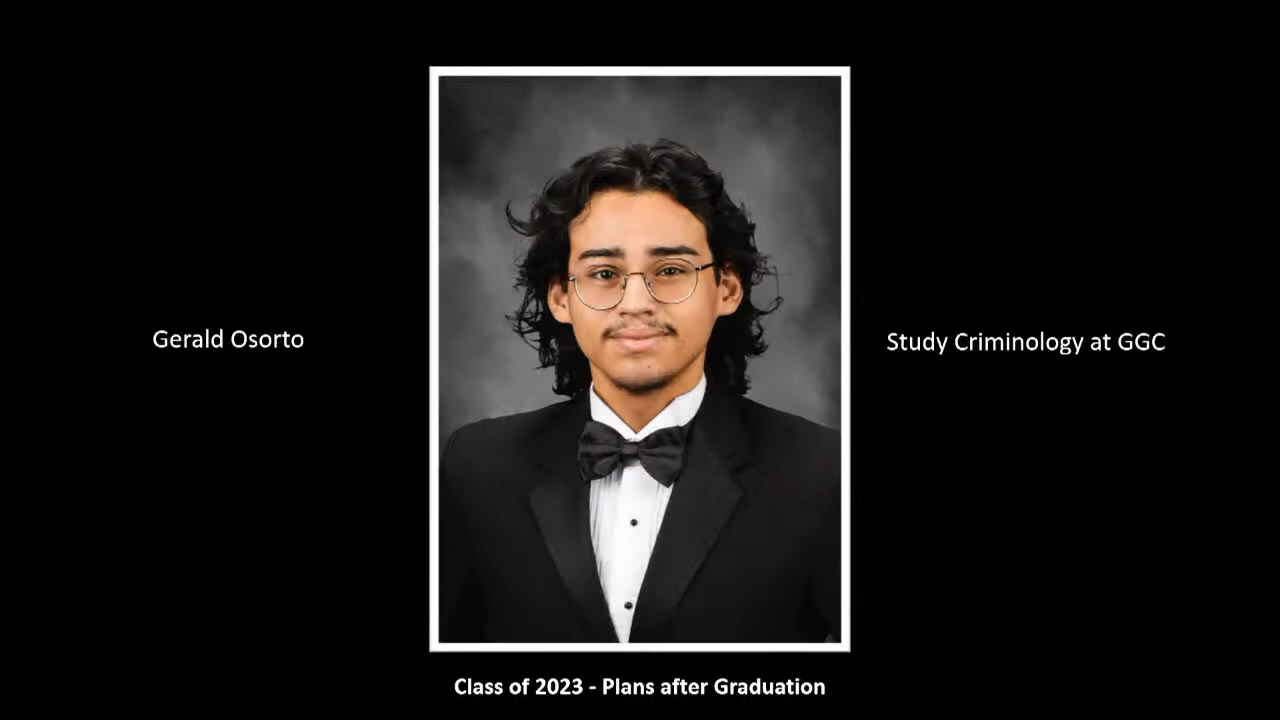 Gerald Osorto
Study Criminology at GGC
Class of 2023 - Plans after Graduation